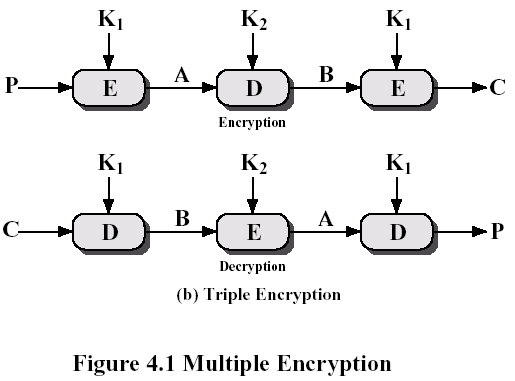 K₁ K₂ K₁
P E A D B E C
Encryption
K₁ K₂ K₁
C D B E A D P
Decryption
(b) Triple Encryption
Figure 4.1 Multiple Encryption